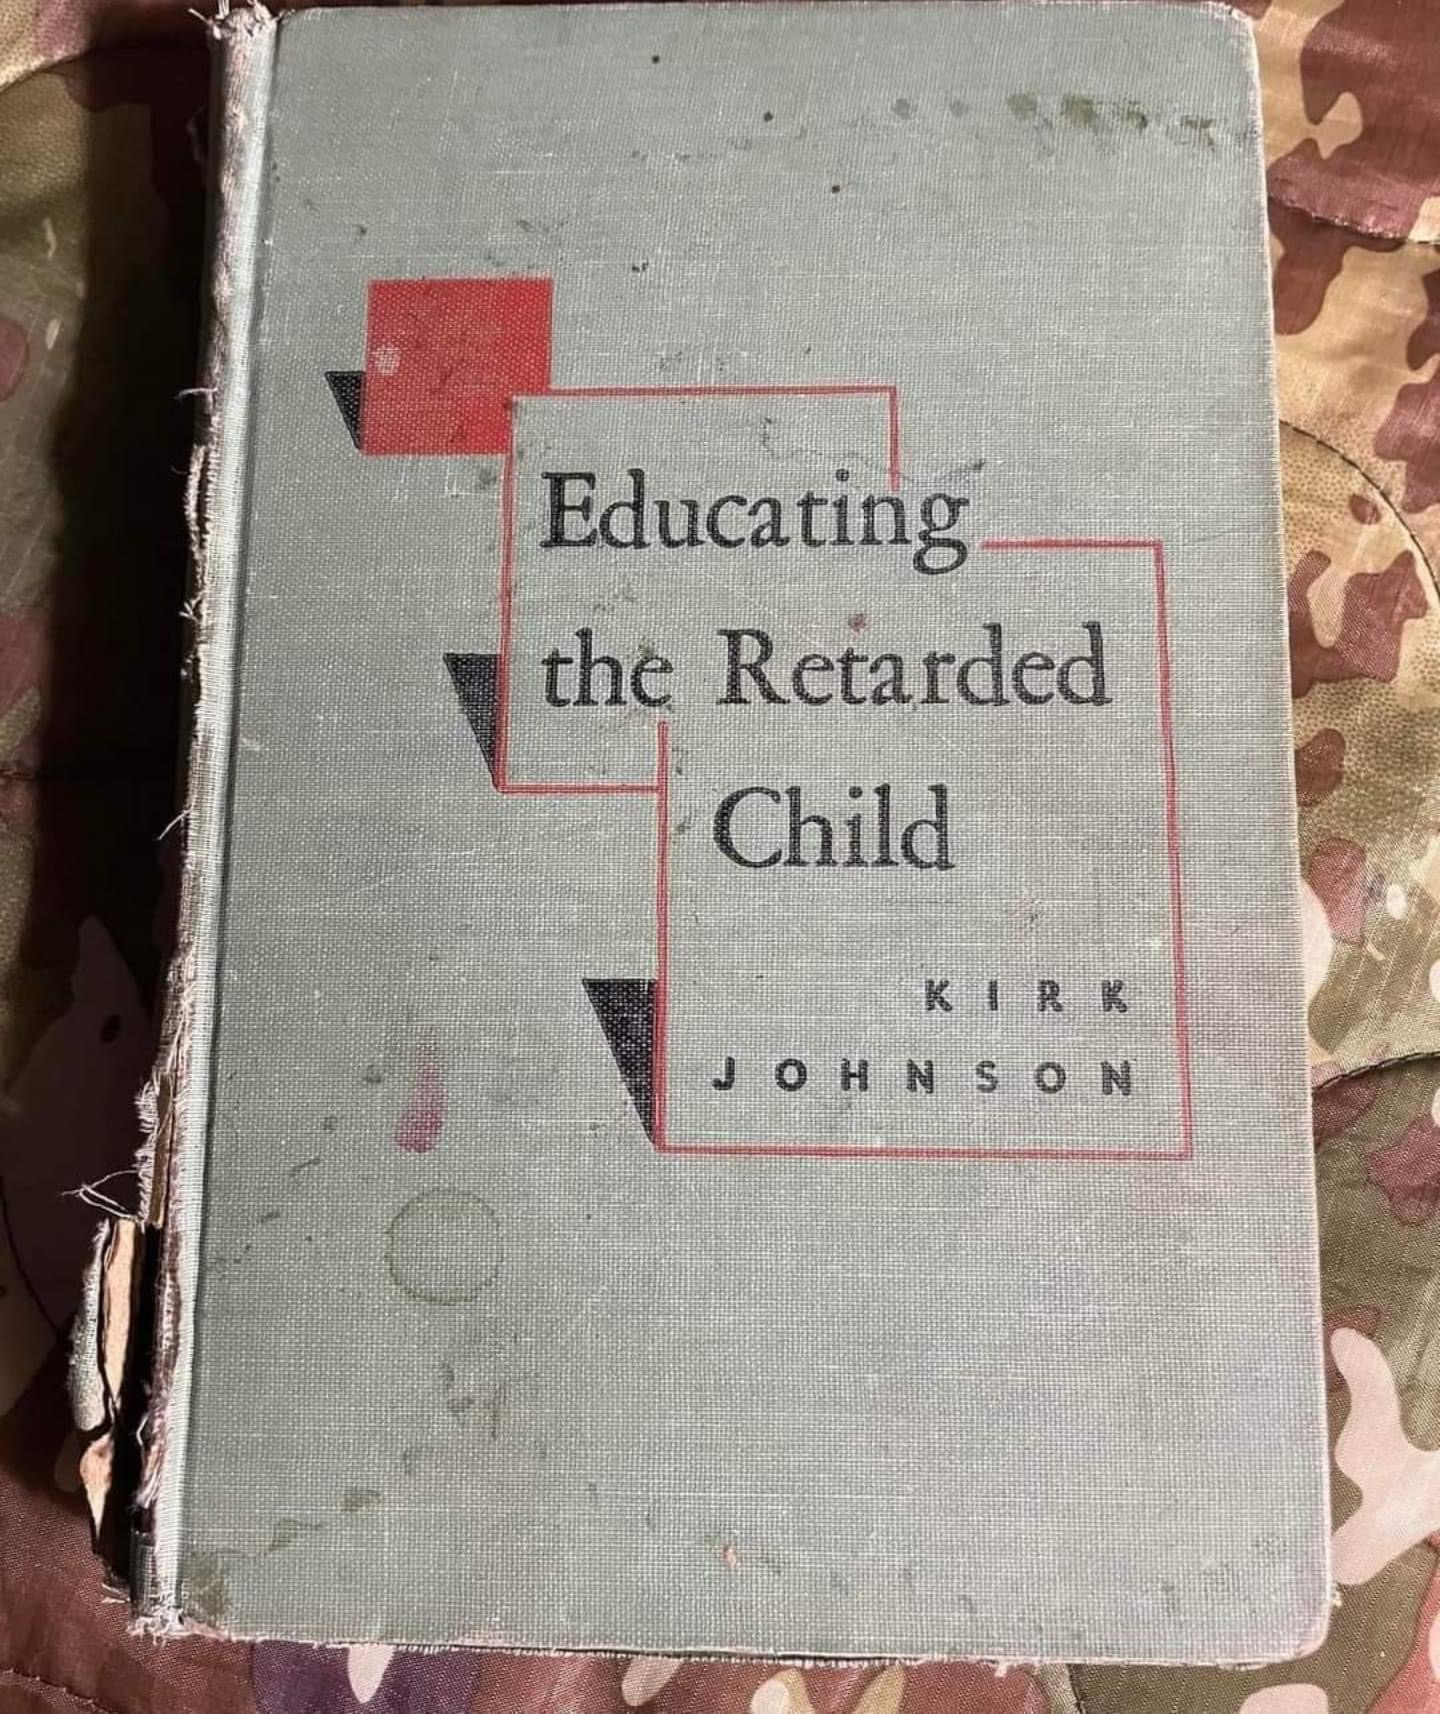 Educating
the Retarded
Child
KIRK
JOHNSON